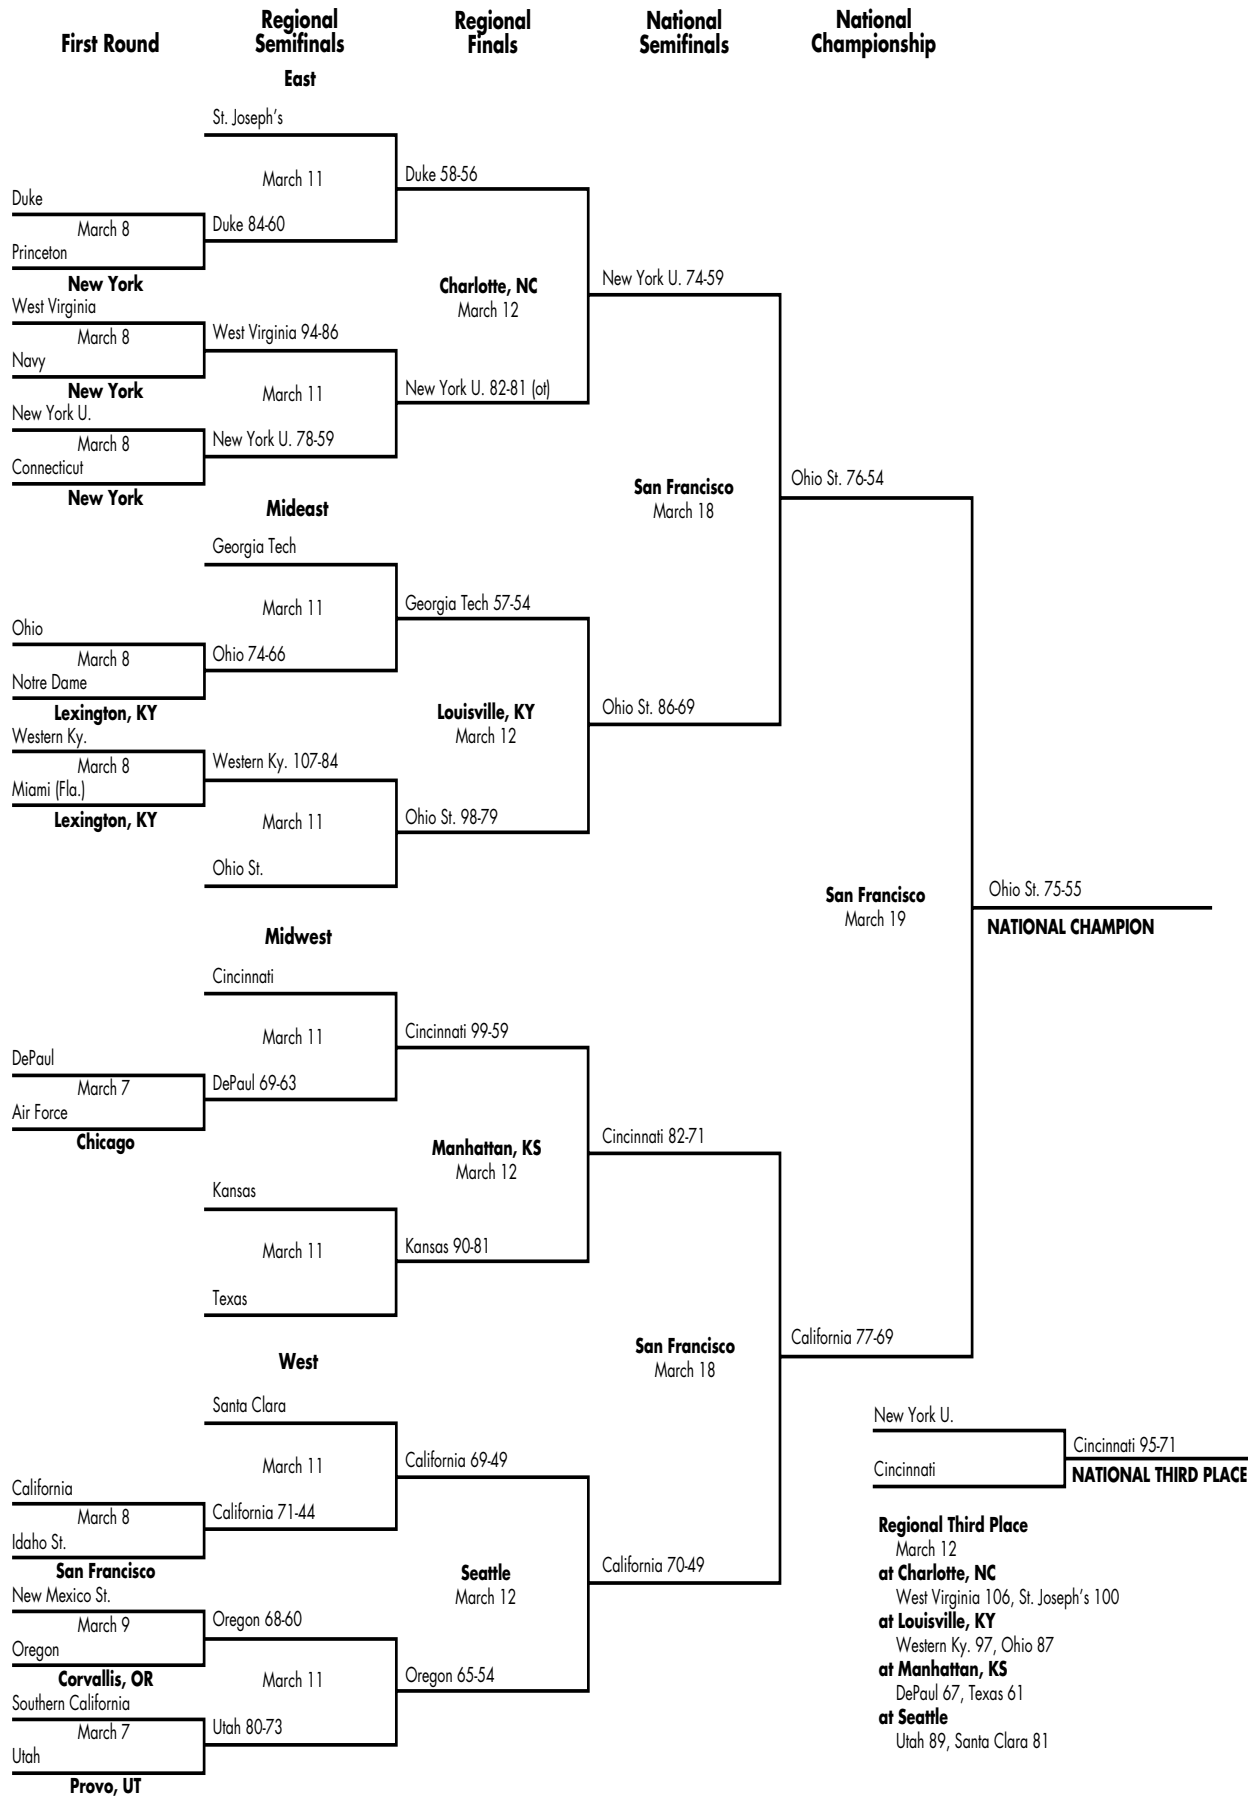 First Round
Regional
Semifinals
Regional
Finals
National
Semifinals
National
Championship
East
St. Joseph's
March 11
Duke 58-56
Duke
March 8
Duke 84-60
Princeton
New York
Charlotte, NC
March 12
New York U. 74-59
West Virginia
March 8
West Virginia 94-86
Navy
New York
March 11
New York U. 82-81 (ot)
New York U.
March 8
New York U. 78-59
Connecticut
New York
San Francisco
March 18
Ohio St. 76-54
Mideast
Georgia Tech
March 11
Georgia Tech 57-54
Ohio
March 8
Ohio 74-66
Notre Dame
Lexington, KY
Louisville, KY
March 12
Ohio St. 86-69
Western Ky.
March 8
Western Ky. 107-84
Miami (Fla.)
Lexington, KY
March 11
Ohio St. 98-79
Ohio St.
San Francisco
March 19
Ohio St. 75-55
NATIONAL CHAMPION
Midwest
Cincinnati
March 11
Cincinnati 99-59
DePaul
March 7
DePaul 69-63
Air Force
Chicago
Manhattan, KS
March 12
Cincinnati 82-71
Kansas
March 11
Kansas 90-81
Texas
San Francisco
March 18
California 77-69
West
Santa Clara
March 11
California 69-49
California
March 8
California 71-44
Idaho St.
San Francisco
Seattle
March 12
California 70-49
New Mexico St.
March 9
Oregon 68-60
Oregon
Corvallis, OR
March 11
Oregon 65-54
Southern California
March 7
Utah 80-73
Utah
Provo, UT
New York U.
Cincinnati 95-71
Cincinnati
NATIONAL THIRD PLACE
Regional Third Place
March 12
at Charlotte, NC
West Virginia 106, St. Joseph's 100
at Louisville, KY
Western Ky. 97, Ohio 87
at Manhattan, KS
DePaul 67, Texas 61
at Seattle
Utah 89, Santa Clara 81